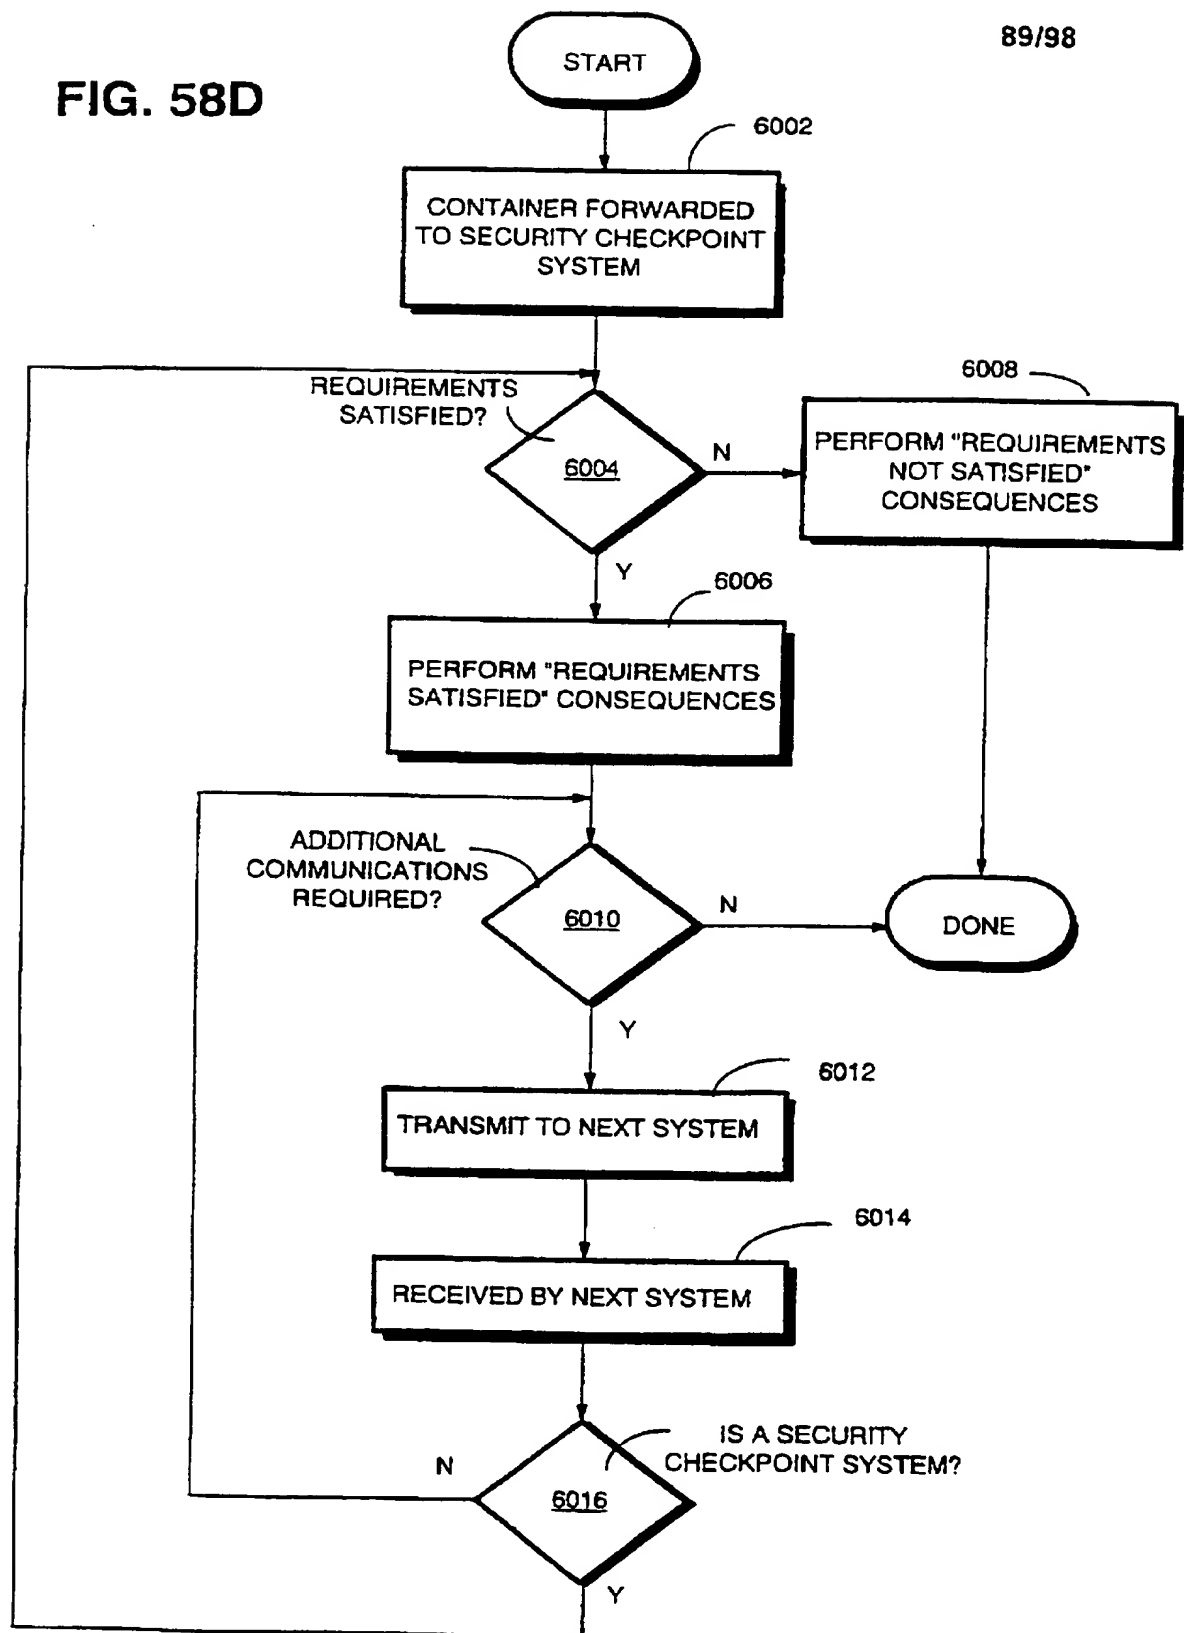 89/98
FIG. 58D
START
6002
CONTAINER FORWARDED
TO SECURITY CHECKPOINT
SYSTEM
REQUIREMENTS
SATISFIED?
6004
N
Y
6008
PERFORM "REQUIREMENTS
NOT SATISFIED"
CONSEQUENCES
6006
PERFORM "REQUIREMENTS
SATISFIED" CONSEQUENCES
ADDITIONAL
COMMUNICATIONS
REQUIRED?
6010
N
DONE
Y
6012
TRANSMIT TO NEXT SYSTEM
6014
RECEIVED BY NEXT SYSTEM
IS A SECURITY
CHECKPOINT SYSTEM?
N
6016
Y